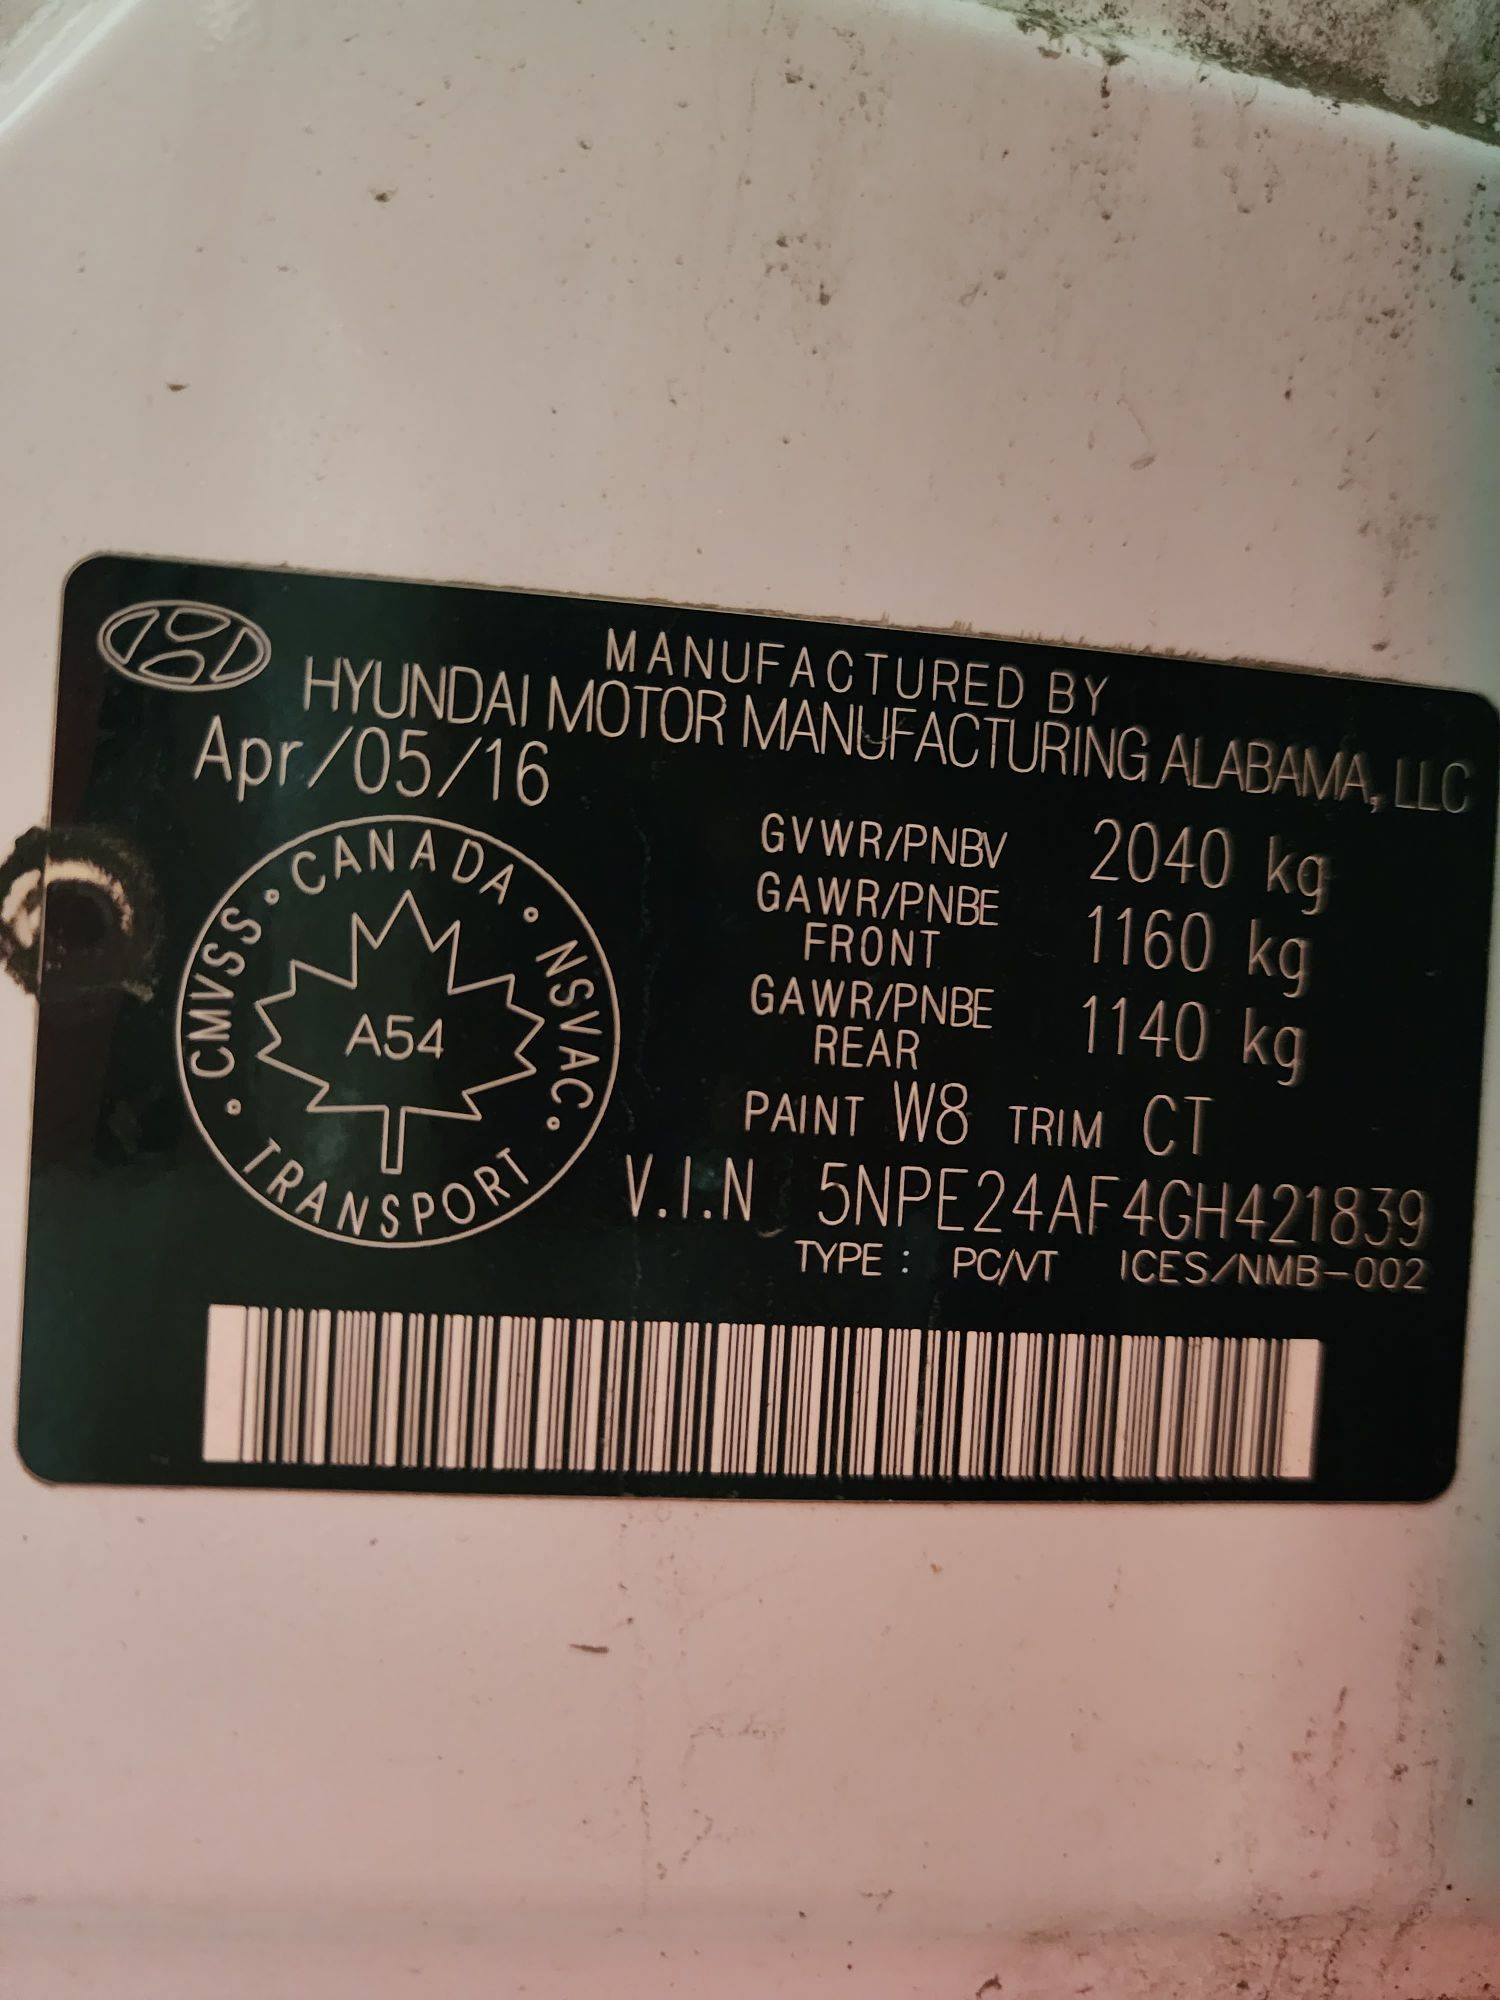 MANUFACTURED BY
HYUNDAI MOTOR MANUFACTURING ALABAMA, LLC
Apr/05/16
GVWR/PNBV 2040 kg
GAWR/PNBE FRONT 1160 kg
GAWR/PNBE REAR 1140 kg
PAINT W8 TRIM CT
V.I.N 5NPE24AF4GH421839
TYPE : PC/VT ICES/NMB-002
CMVSS • CANADA • NSVAC • TRANSPORT •
A54